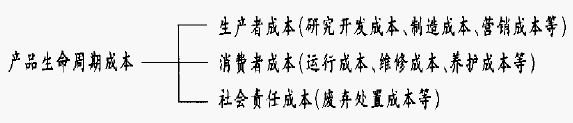 生产者成本(研究开发成本、制造成本、营销成本等)
产品生命周期成本
消费者成本(运行成本、维修成本、养护成本等)
社会责任成本(废弃处置成本等)